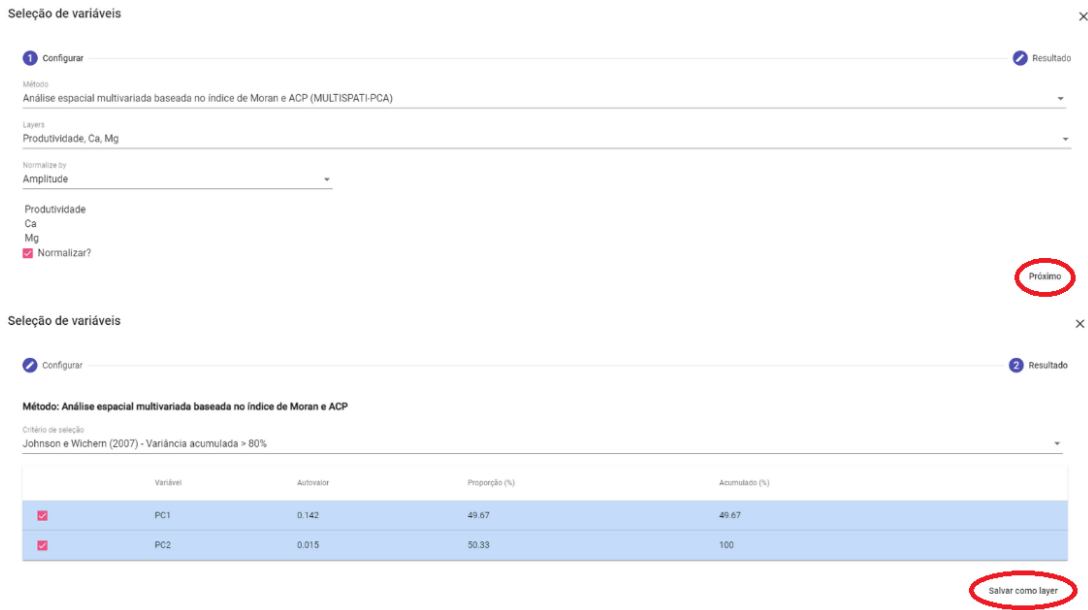 Seleção de variáveis
×
1 Configurar
Resultado
Método
Análise espacial multivariada baseada no índice de Moran e ACP (MULTISPATI-PCA)
Layers
Produtividade, Ca, Mg
Normalize by
Amplitude
Produtividade
Ca
Mg
Normalizar?
Próximo
Seleção de variáveis
×
Configurar
2 Resultado
Método: Análise espacial multivariada baseada no índice de Moran e ACP
Critério de seleção
Johnson e Wichern (2007) - Variância acumulada > 80%
Variável Autovalor Proporção (%) Acumulado (%)
PC1 0.142 49.67 49.67
PC2 0.015 50.33 100
Salvar como layer